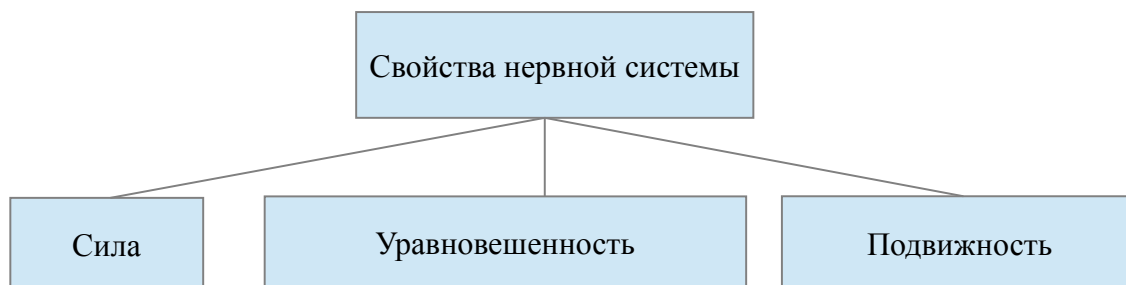 Свойства нервной системы
Сила
Уравновешенность
Подвижность